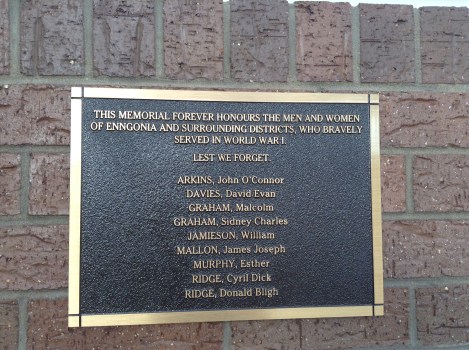 THIS MEMORIAL FOREVER HONOURS THE MEN AND WOMEN
OF ENNGONIA AND SURROUNDING DISTRICTS, WHO BRAVELY
SERVED IN WORLD WAR I.
LEST WE FORGET.
ARKINS, John O'Connor
DAVIES, David Evan
GRAHAM, Malcolm
GRAHAM, Sidney Charles
JAMIESON, William
MALLON, James Joseph
MURPHY, Esther
RIDGE, Cyril Dick
RIDGE, Donald Bligh